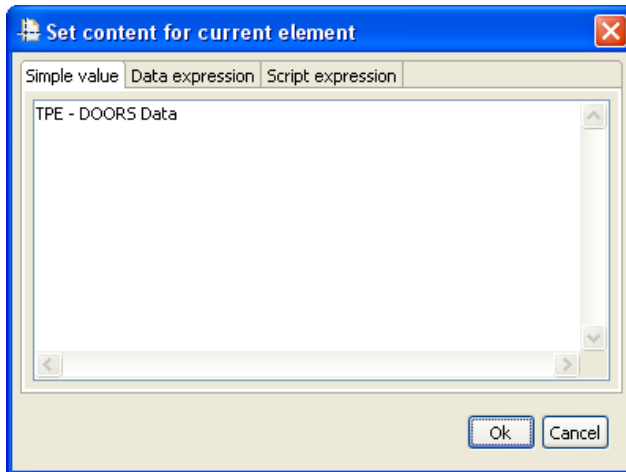 Set content for current element
Simple value Data expression Script expression
TPE - DOORS Data
Ok Cancel